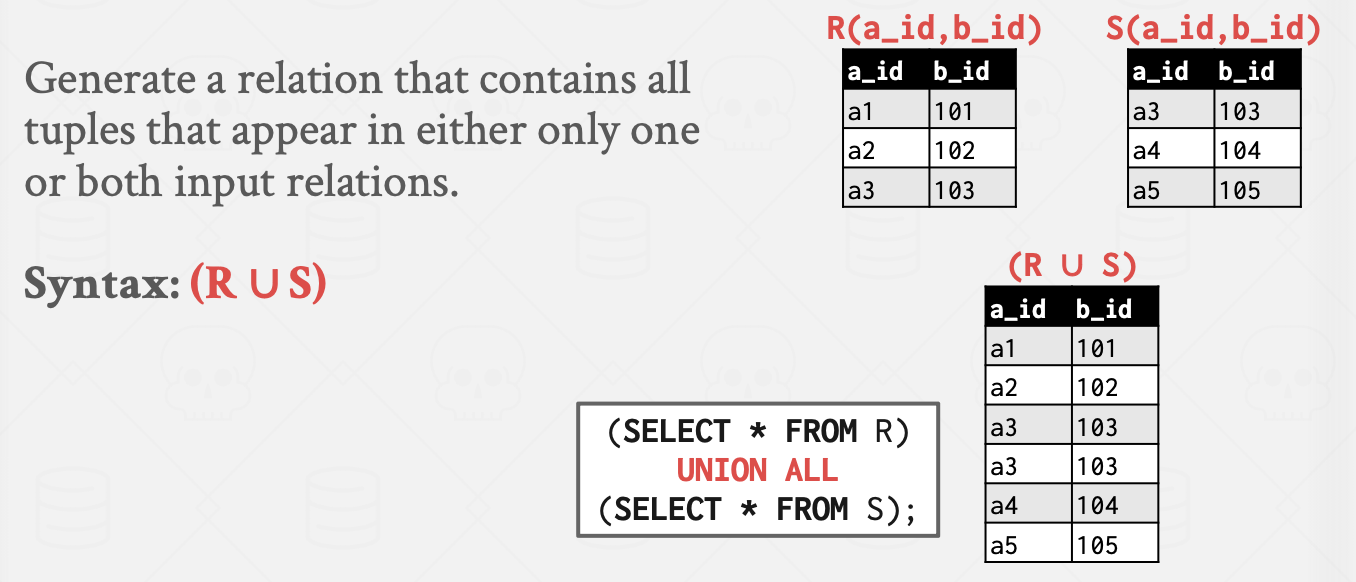 Generate a relation that contains all
tuples that appear in either only one
or both input relations.
Syntax: (R ∪ S)
R(a_id,b_id)
a_id b_id
a1 101
a2 102
a3 103
S(a_id,b_id)
a_id b_id
a3 103
a4 104
a5 105
(SELECT * FROM R)
UNION ALL
(SELECT * FROM S);
(R ∪ S)
a_id b_id
a1 101
a2 102
a3 103
a3 103
a4 104
a5 105